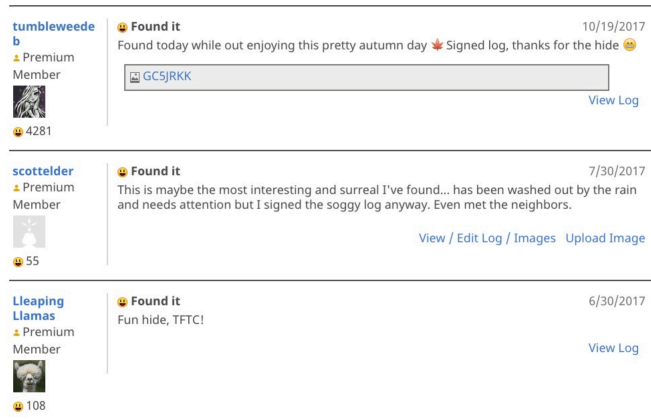 tumbleweede
b
Premium
Member
4281
Found it
10/19/2017
Found today while out enjoying this pretty autumn day 🍁 Signed log, thanks for the hide 😁
GC5JRKK
View Log
scottelder
Premium
Member
55
Found it
7/30/2017
This is maybe the most interesting and surreal I've found... has been washed out by the rain
and needs attention but I signed the soggy log anyway. Even met the neighbors.
View / Edit Log / Images Upload Image
Lleaping
Llamas
Premium
Member
108
Found it
6/30/2017
Fun hide, TFTC!
View Log